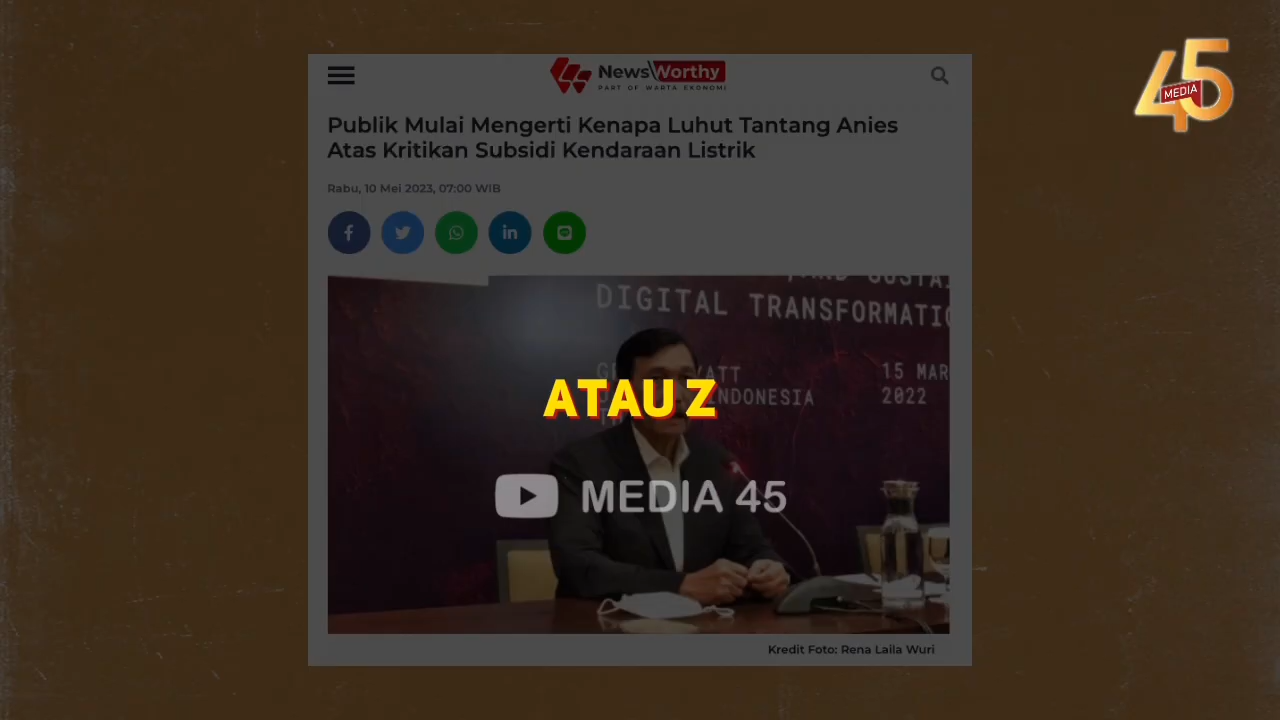 News\Worthy
PART OF WARTA EKONOMI
45
MEDIA
Publik Mulai Mengerti Kenapa Luhut Tantang Anies
Atas Kritikan Subsidi Kendaraan Listrik
Rabu, 10 Mei 2023, 07:00 WIB
DIGITAL
15 MAR
2022
ATAU Z
MEDIA 45
Kredit Foto: Rena Laila Wuri